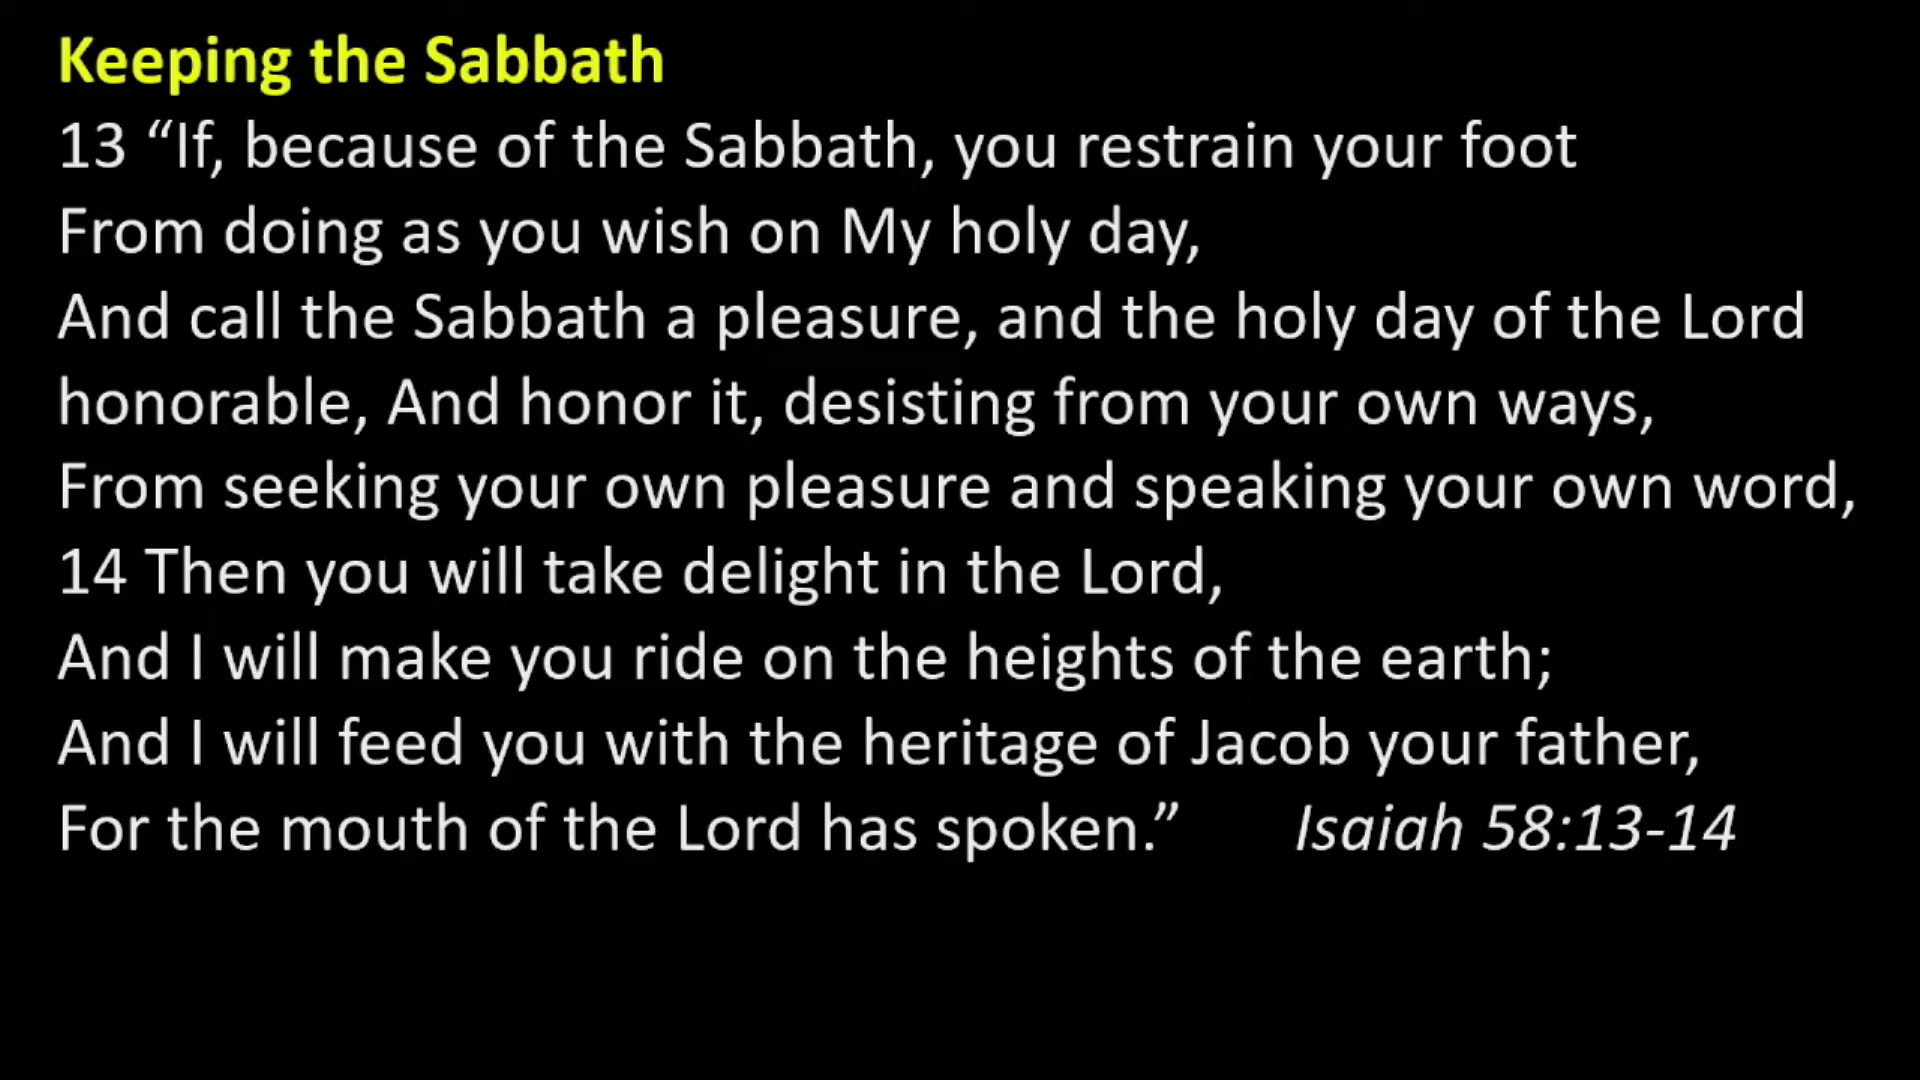 Keeping the Sabbath
13 “If, because of the Sabbath, you restrain your foot
From doing as you wish on My holy day,
And call the Sabbath a pleasure, and the holy day of the Lord
honorable, And honor it, desisting from your own ways,
From seeking your own pleasure and speaking your own word,
14 Then you will take delight in the Lord,
And I will make you ride on the heights of the earth;
And I will feed you with the heritage of Jacob your father,
For the mouth of the Lord has spoken.” Isaiah 58:13-14